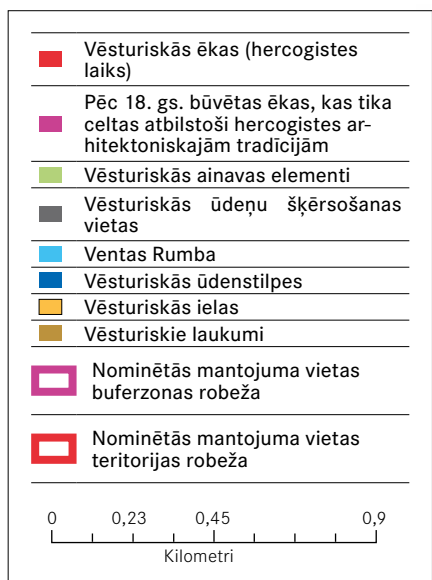 Vēsturiskās ēkas (hercogistes
laiks)
Pēc 18. gs. būvētas ēkas, kas tika
celtas atbilstoši hercogistes ar-
hitektoniskajām tradīcijām
Vēsturiskās ainavas elementi
Vēsturiskās ūdeņu šķērsošanas
vietas
Ventas Rumba
Vēsturiskās ūdenstilpes
Vēsturiskās ielas
Vēsturiskie laukumi
Nominētās mantojuma vietas
buferzonas robeža
Nominētās mantojuma vietas
teritorijas robeža
0 0,23 0,45 0,9
Kilometri